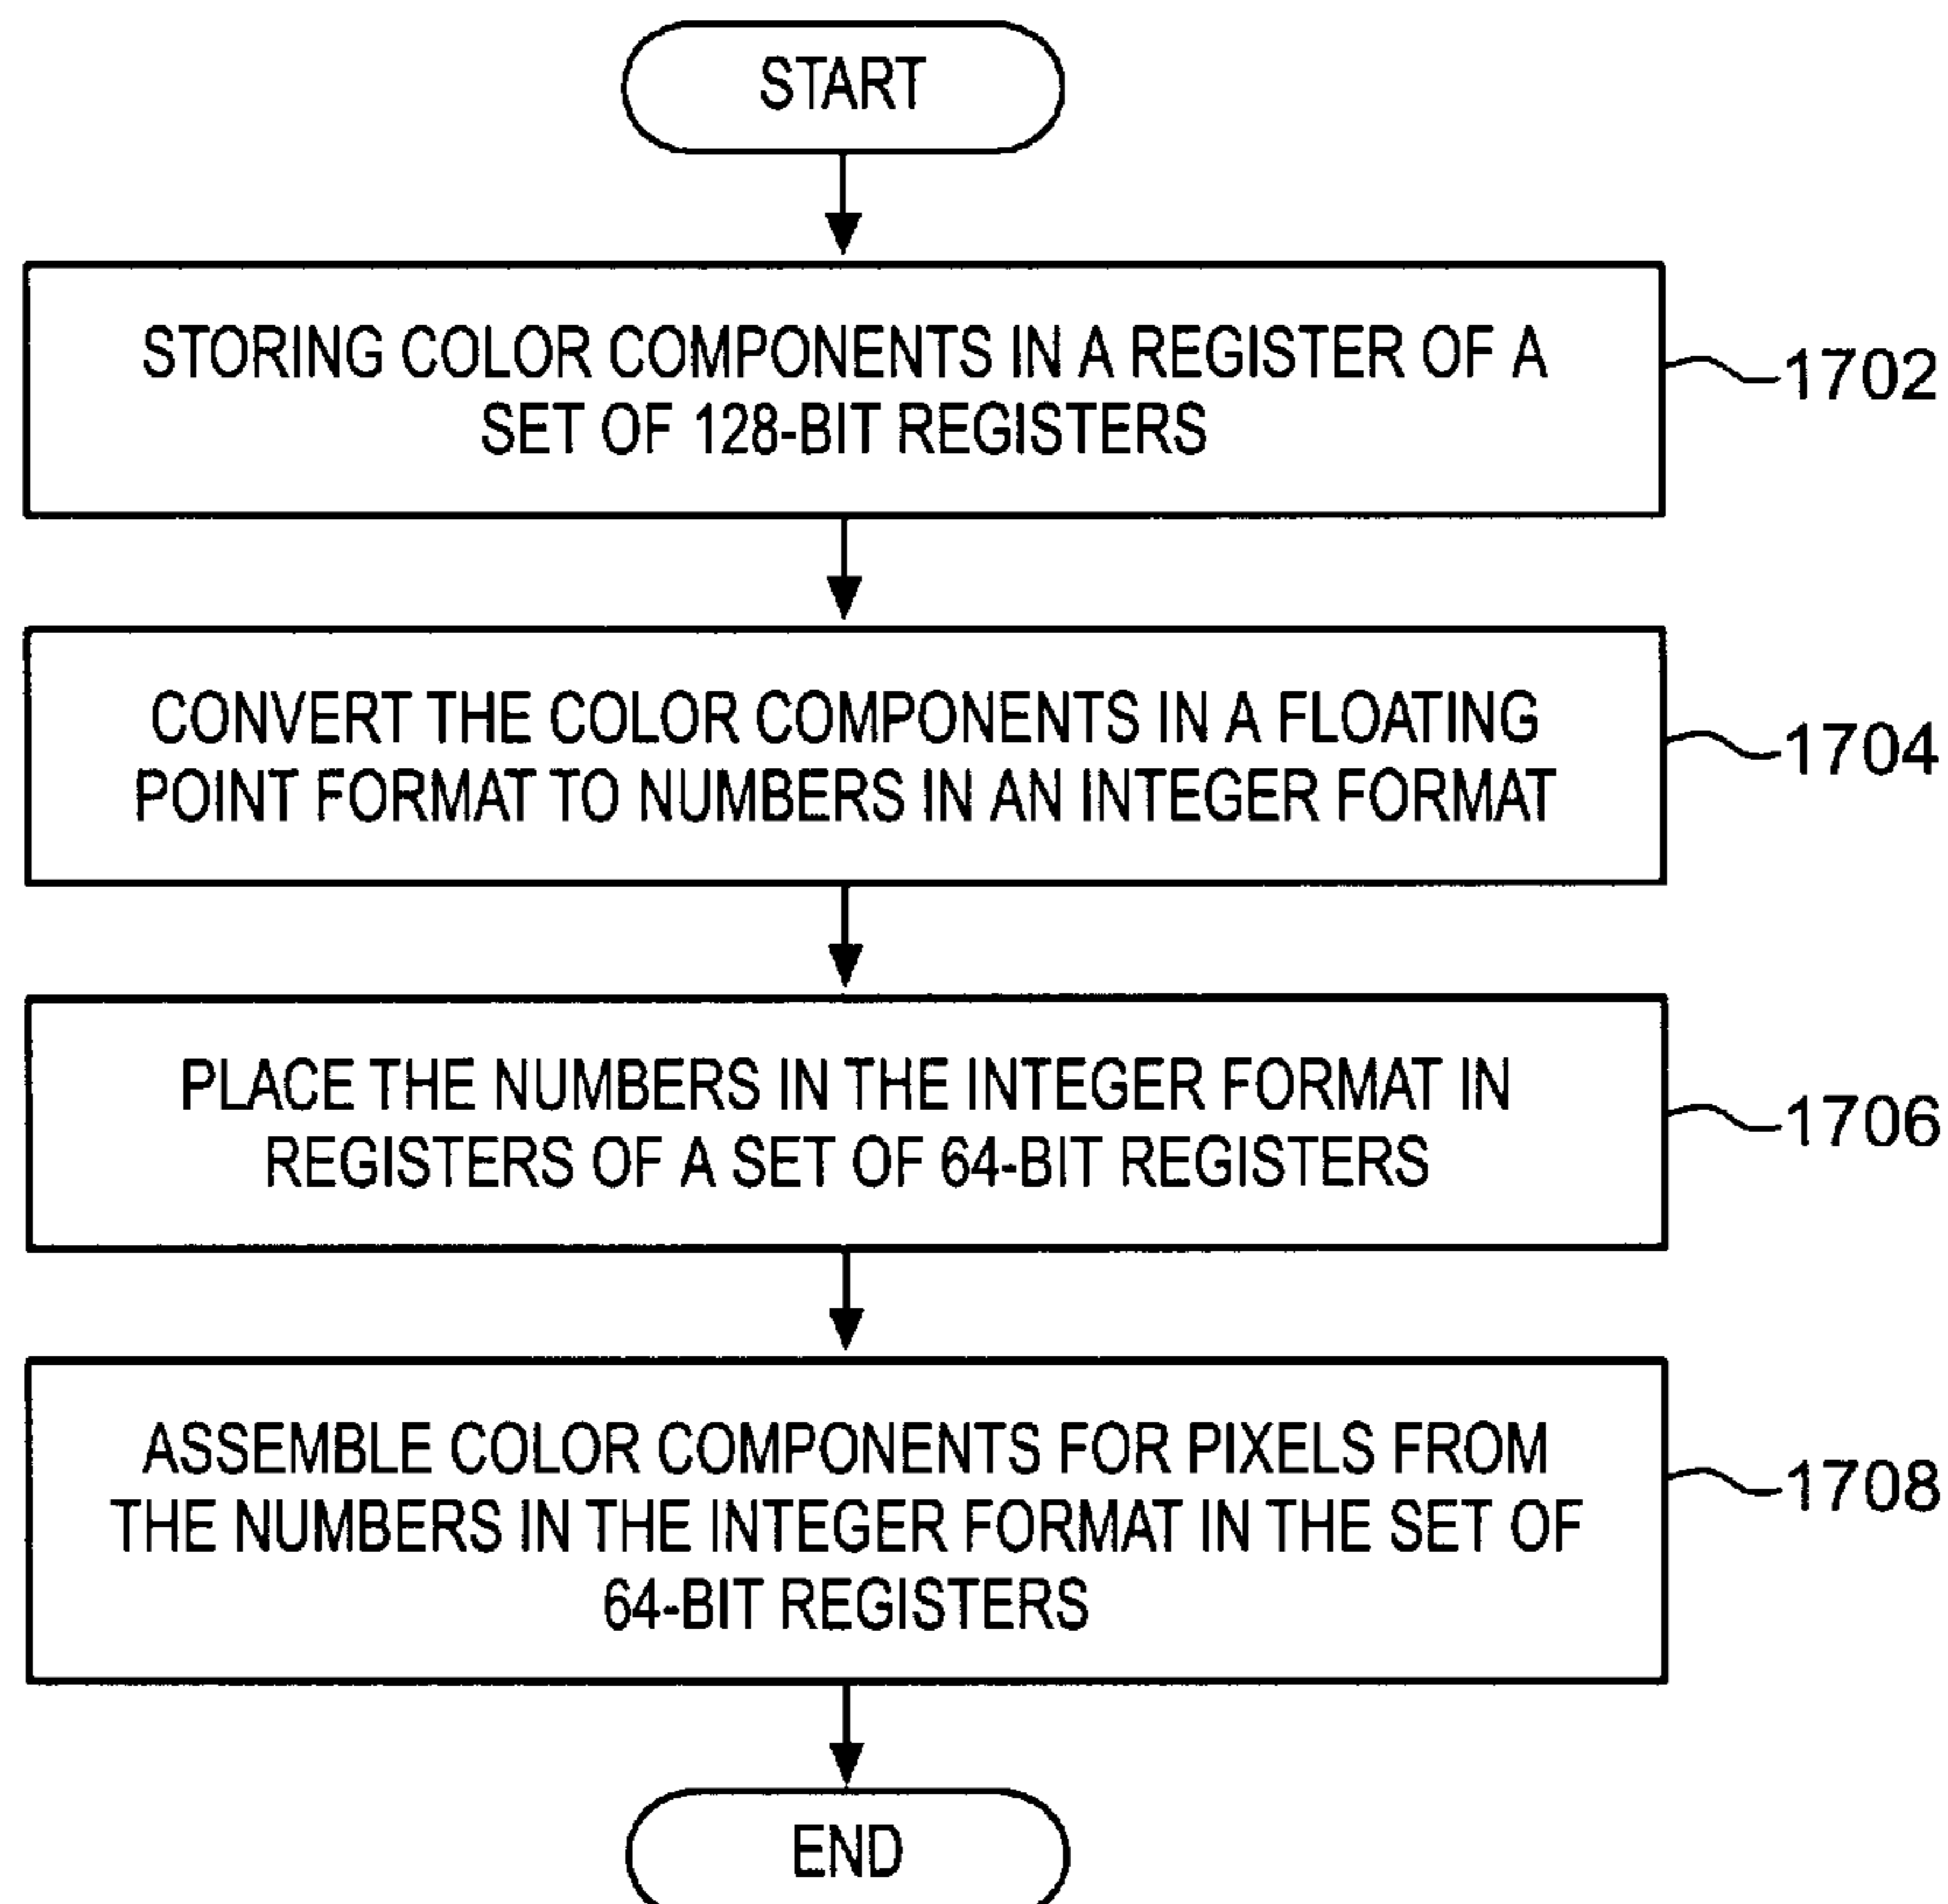 START
STORING COLOR COMPONENTS IN A REGISTER OF A
SET OF 128-BIT REGISTERS
1702
CONVERT THE COLOR COMPONENTS IN A FLOATING
POINT FORMAT TO NUMBERS IN AN INTEGER FORMAT
1704
PLACE THE NUMBERS IN THE INTEGER FORMAT IN
REGISTERS OF A SET OF 64-BIT REGISTERS
1706
ASSEMBLE COLOR COMPONENTS FOR PIXELS FROM
THE NUMBERS IN THE INTEGER FORMAT IN THE SET OF
64-BIT REGISTERS
1708
END